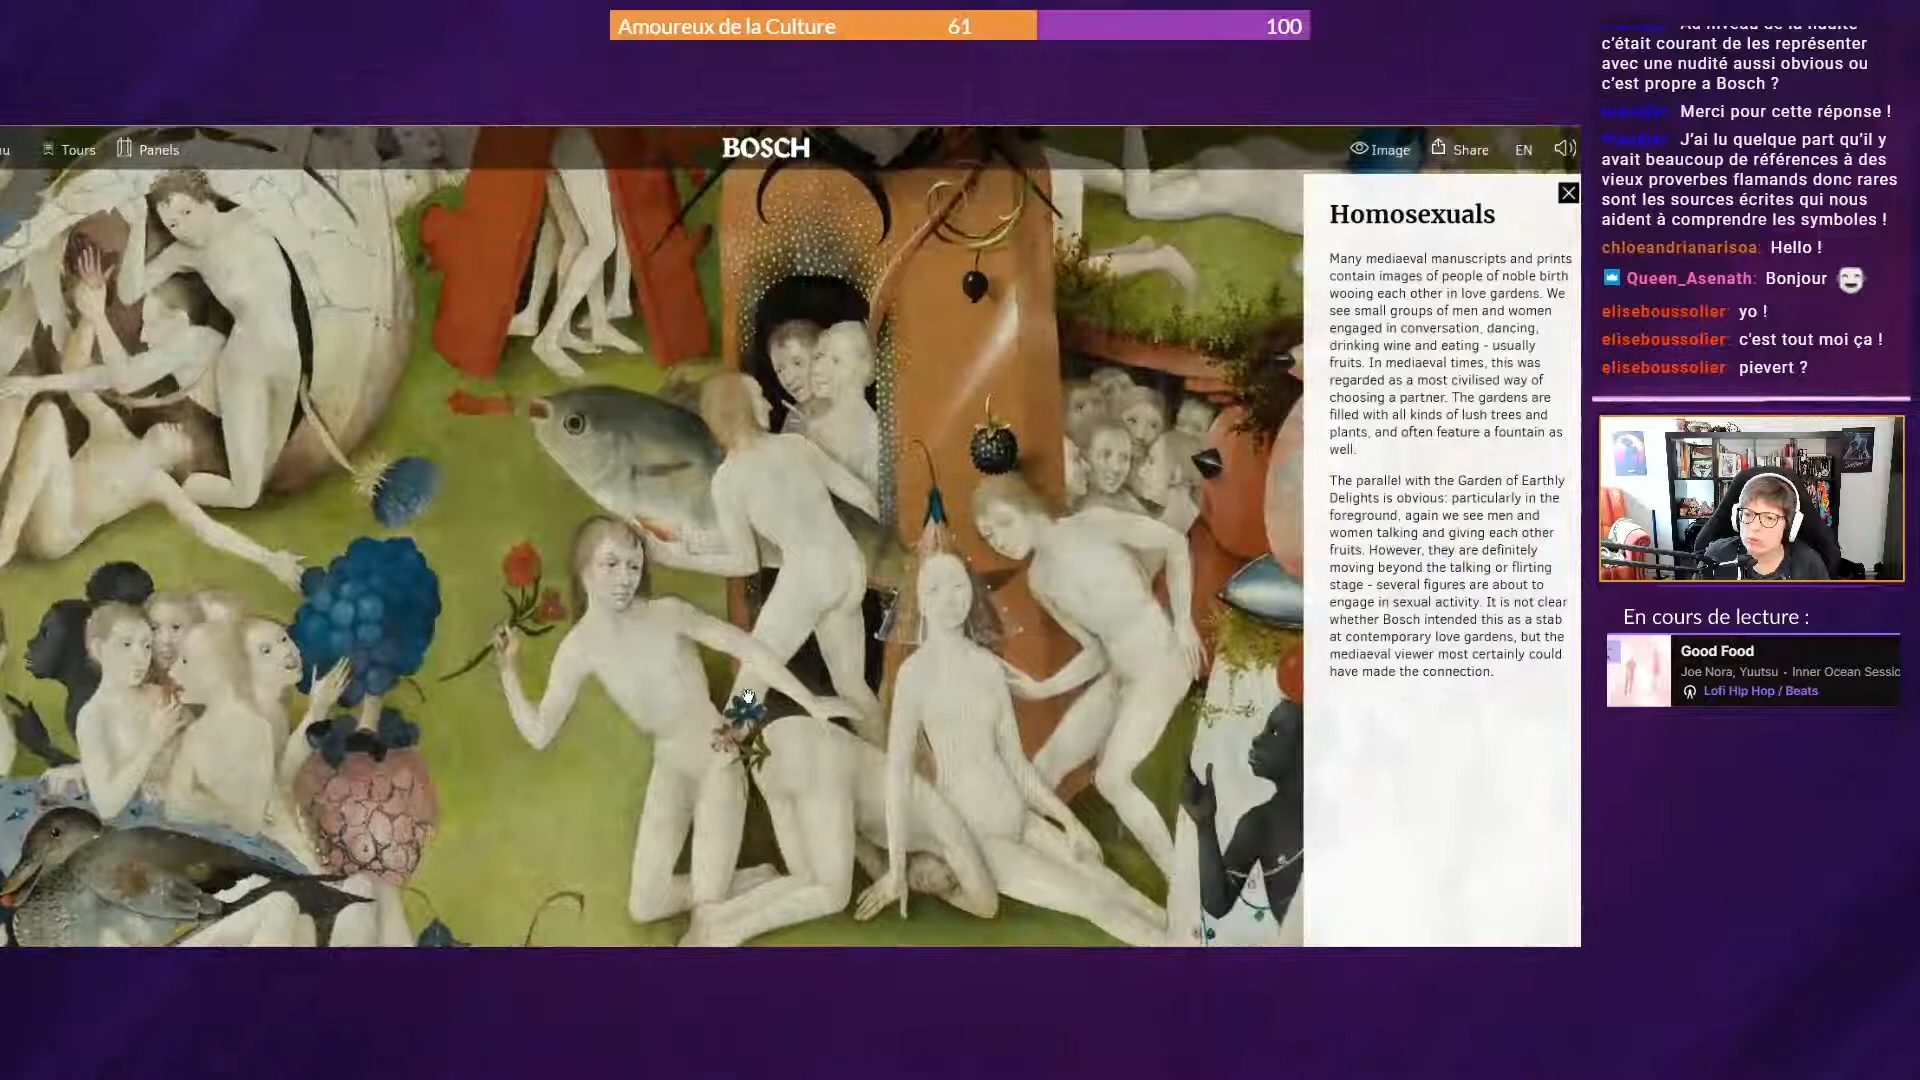 Amoureux de la Culture 61 100
Tours
Panels
BOSCH
Image
Share
EN
Homosexuals
Many mediaeval manuscripts and prints
contain images of people of noble birth
wooing each other in love gardens. We
see small groups of men and women
engaged in conversation, dancing,
drinking wine and eating - usually
fruits. In mediaeval times, this was
regarded as a most civilised way of
choosing a partner. The gardens are
filled with all kinds of lush trees and
plants, and often feature a fountain as
well.
The parallel with the Garden of Earthly
Delights is obvious: particularly in the
foreground, again we see men and
women talking and giving each other
fruits. However, they are definitely
moving beyond the talking or flirting
stage - several figures are about to
engage in sexual activity. It is not clear
whether Bosch intended this as a stab
at contemporary love gardens, but the
mediaeval viewer most certainly could
have made the connection.
Au niveau de la nudité
c'était courant de les représenter
avec une nudité aussi obvious ou
c'est propre a Bosch ?
Merci pour cette réponse !
J'ai lu quelque part qu'il y
avait beaucoup de références à des
vieux proverbes flamands donc rares
sont les sources écrites qui nous
aident à comprendre les symboles !
chloeandrianarisoa: Hello !
Queen_Asenath: Bonjour
eliseboussolier: yo !
eliseboussolier: c'est tout moi ça !
eliseboussolier: pievert ?
En cours de lecture :
Good Food
Joe Nora, Yuutsu • Inner Ocean Sessio
Lofi Hip Hop / Beats